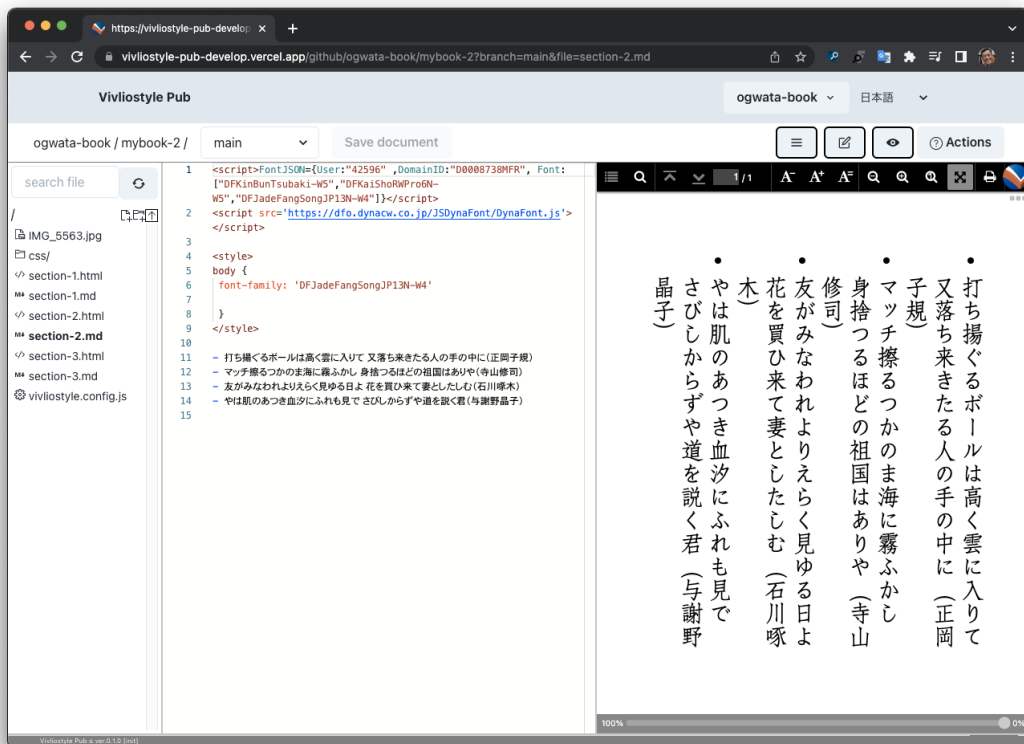 https://vivliostyle-pub-develop
vivliostyle-pub-develop.vercel.app/github/ogwata-book/mybook-2?branch=main&file=section-2.md
Vivliostyle Pub
ogwata-book
日本語
ogwata-book / mybook-2 /
main
Save document
Actions
search file
/
IMG_5563.jpg
css/
section-1.html
section-1.md
section-2.html
section-2.md
section-3.html
section-3.md
vivliostyle.config.js
1 <script>FontJSON={User:"42596" ,DomainID:"D0008738MFR", Font:
["DFKinBunTsubaki-W5","DFKaiShoRWPro6N-
W5","DFJadeFangSongJP13N-W4"]}</script>
2 <script src='https://dfo.dynacw.co.jp/JSDynaFont/DynaFont.js'>
</script>
3
4 <style>
5 body {
6 font-family: 'DFJadeFangSongJP13N-W4'
7
8 }
9 </style>
10
11 - 打ち揚ぐるボールは高く雲に入りて 又落ち来きたる人の手の中に(正岡子規)
12 - マッチ擦るつかのま海に霧ふかし 身捨つるほどの祖国はありや(寺山修司)
13 - 友がみなわれよりえらく見ゆる日よ 花を買ひ来て妻としたしむ(石川啄木)
14 - やは肌のあつき血汐にふれも見で さびしからずや道を説く君(与謝野晶子)
15
1 / 1
A- A+ A=
• 打ち揚ぐるボールは高く雲に入りて
又落ち来きたる人の手の中に（正岡
子規）
• マッチ擦るつかのま海に霧ふかし
身捨つるほどの祖国はありや（寺山
修司）
• 友がみなわれよりえらく見ゆる日よ
花を買ひ来て妻としたしむ（石川啄
木）
• やは肌のあつき血汐にふれも見で
さびしからずや道を説く君（与謝野
晶子）
100%
0%
Vivliostyle Pub α ver.0.1.0 [init]